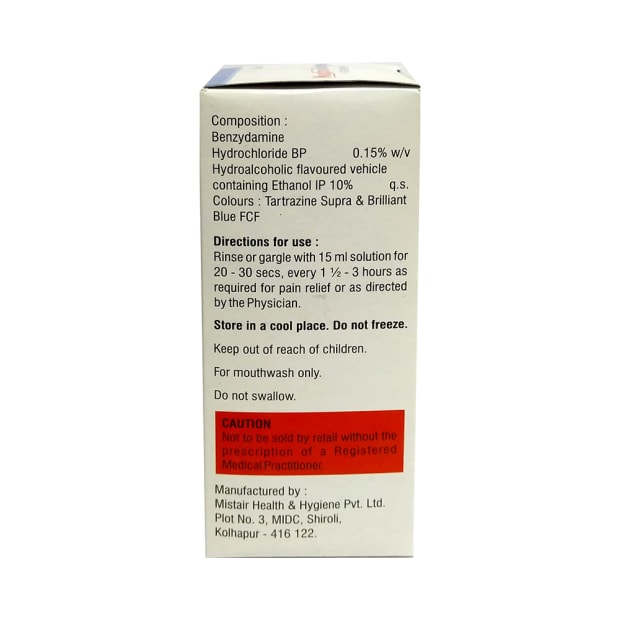 Composition :
Benzydamine
Hydrochloride BP 0.15% w/v
Hydroalcoholic flavoured vehicle
containing Ethanol IP 10% q.s.
Colours : Tartrazine Supra & Brilliant
Blue FCF
Directions for use :
Rinse or gargle with 15 ml solution for
20 - 30 secs, every 1 ½ - 3 hours as
required for pain relief or as directed
by the Physician.
Store in a cool place. Do not freeze.
Keep out of reach of children.
For mouthwash only.
Do not swallow.
CAUTION
Not to be sold by retail without the
prescription of a Registered
Medical Practitioner.
Manufactured by :
Mistair Health & Hygiene Pvt. Ltd.
Plot No. 3, MIDC, Shiroli,
Kolhapur - 416 122.